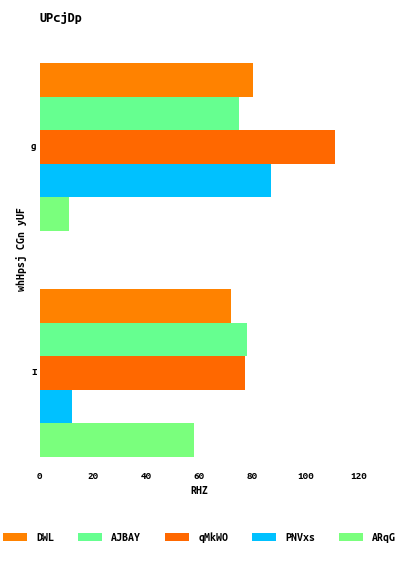 UPcjDp
g
I
whHpsj CGn yUF
0 20 40 60 80 100 120
RHZ
DWL AJBAY qMkWO PNVxs ARqG